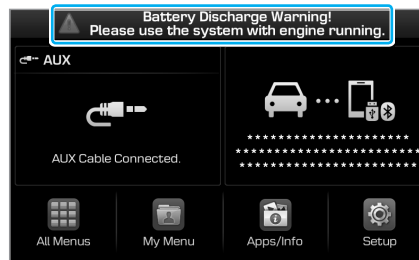 Battery Discharge Warning!
Please use the system with engine running.
AUX
AUX Cable Connected.
********************
**********************
********************
All Menus
My Menu
Apps/Info
Setup